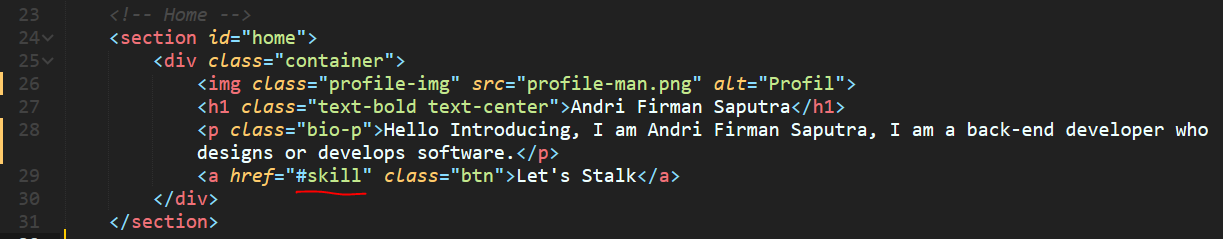 23 <!-- Home -->
24 <section id="home">
25 <div class="container">
26 <img class="profile-img" src="profile-man.png" alt="Profil">
27 <h1 class="text-bold text-center">Andri Firman Saputra</h1>
28 <p class="bio-p">Hello Introducing, I am Andri Firman Saputra, I am a back-end developer who
designs or develops software.</p>
29 <a href="#skill" class="btn">Let's Stalk</a>
30 </div>
31 </section>